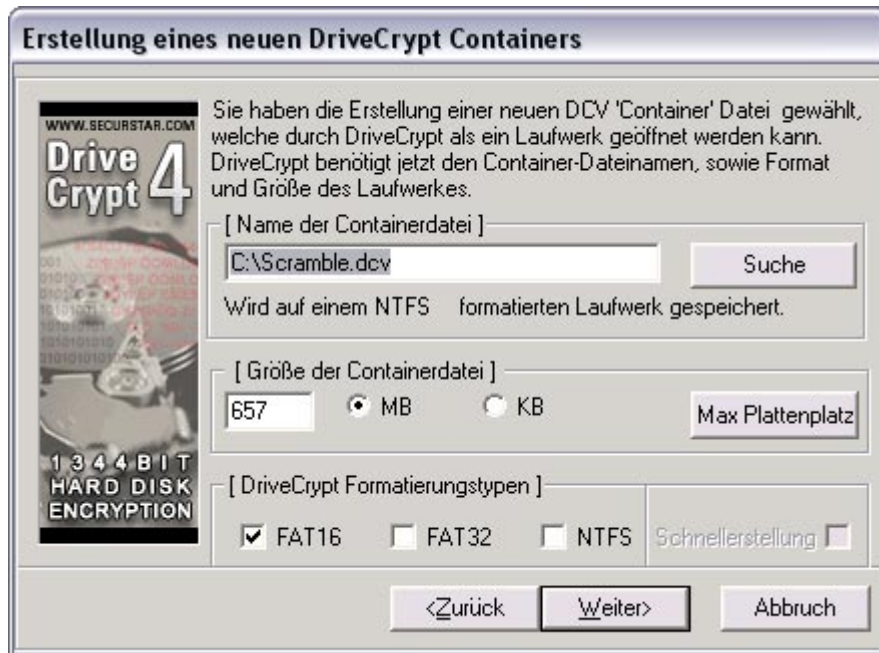 Erstellung eines neuen DriveCrypt Containers
WWW.SECURSTAR.COM
Drive
Crypt 4
1344BIT
HARD DISK
ENCRYPTION
Sie haben die Erstellung einer neuen DCV 'Container' Datei gewählt,
welche durch DriveCrypt als ein Laufwerk geöffnet werden kann.
DriveCrypt benötigt jetzt den Container-Dateinamen, sowie Format
und Größe des Laufwerkes.
[ Name der Containerdatei ]
C:\Scramble.dcv
Suche
Wird auf einem NTFS formatierten Laufwerk gespeichert.
[ Größe der Containerdatei ]
657 MB KB Max Plattenplatz
[ DriveCrypt Formatierungstypen ]
FAT16 FAT32 NTFS Schnellerstellung
<Zurück Weiter> Abbruch